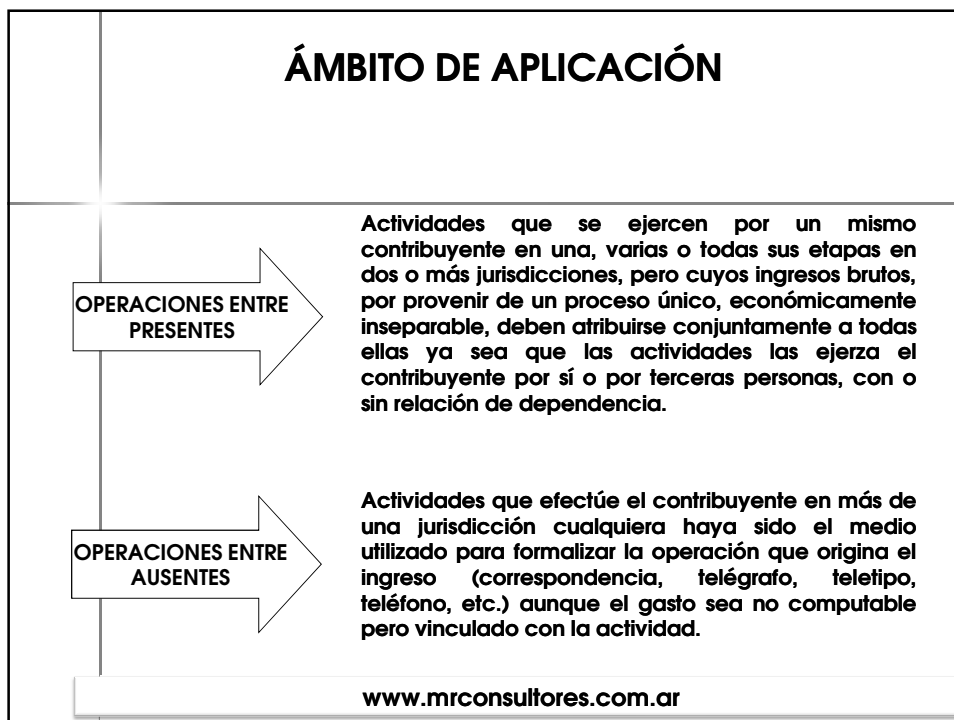 ÁMBITO DE APLICACIÓN
OPERACIONES ENTRE
PRESENTES
Actividades que se ejercen por un mismo
contribuyente en una, varias o todas sus etapas en
dos o más jurisdicciones, pero cuyos ingresos brutos,
por provenir de un proceso único, económicamente
inseparable, deben atribuirse conjuntamente a todas
ellas ya sea que las actividades las ejerza el
contribuyente por sí o por terceras personas, con o
sin relación de dependencia.
OPERACIONES ENTRE
AUSENTES
Actividades que efectúe el contribuyente en más de
una jurisdicción cualquiera haya sido el medio
utilizado para formalizar la operación que origina el
ingreso (correspondencia, telégrafo, teletipo,
teléfono, etc.) aunque el gasto sea no computable
pero vinculado con la actividad.
www.mrconsultores.com.ar